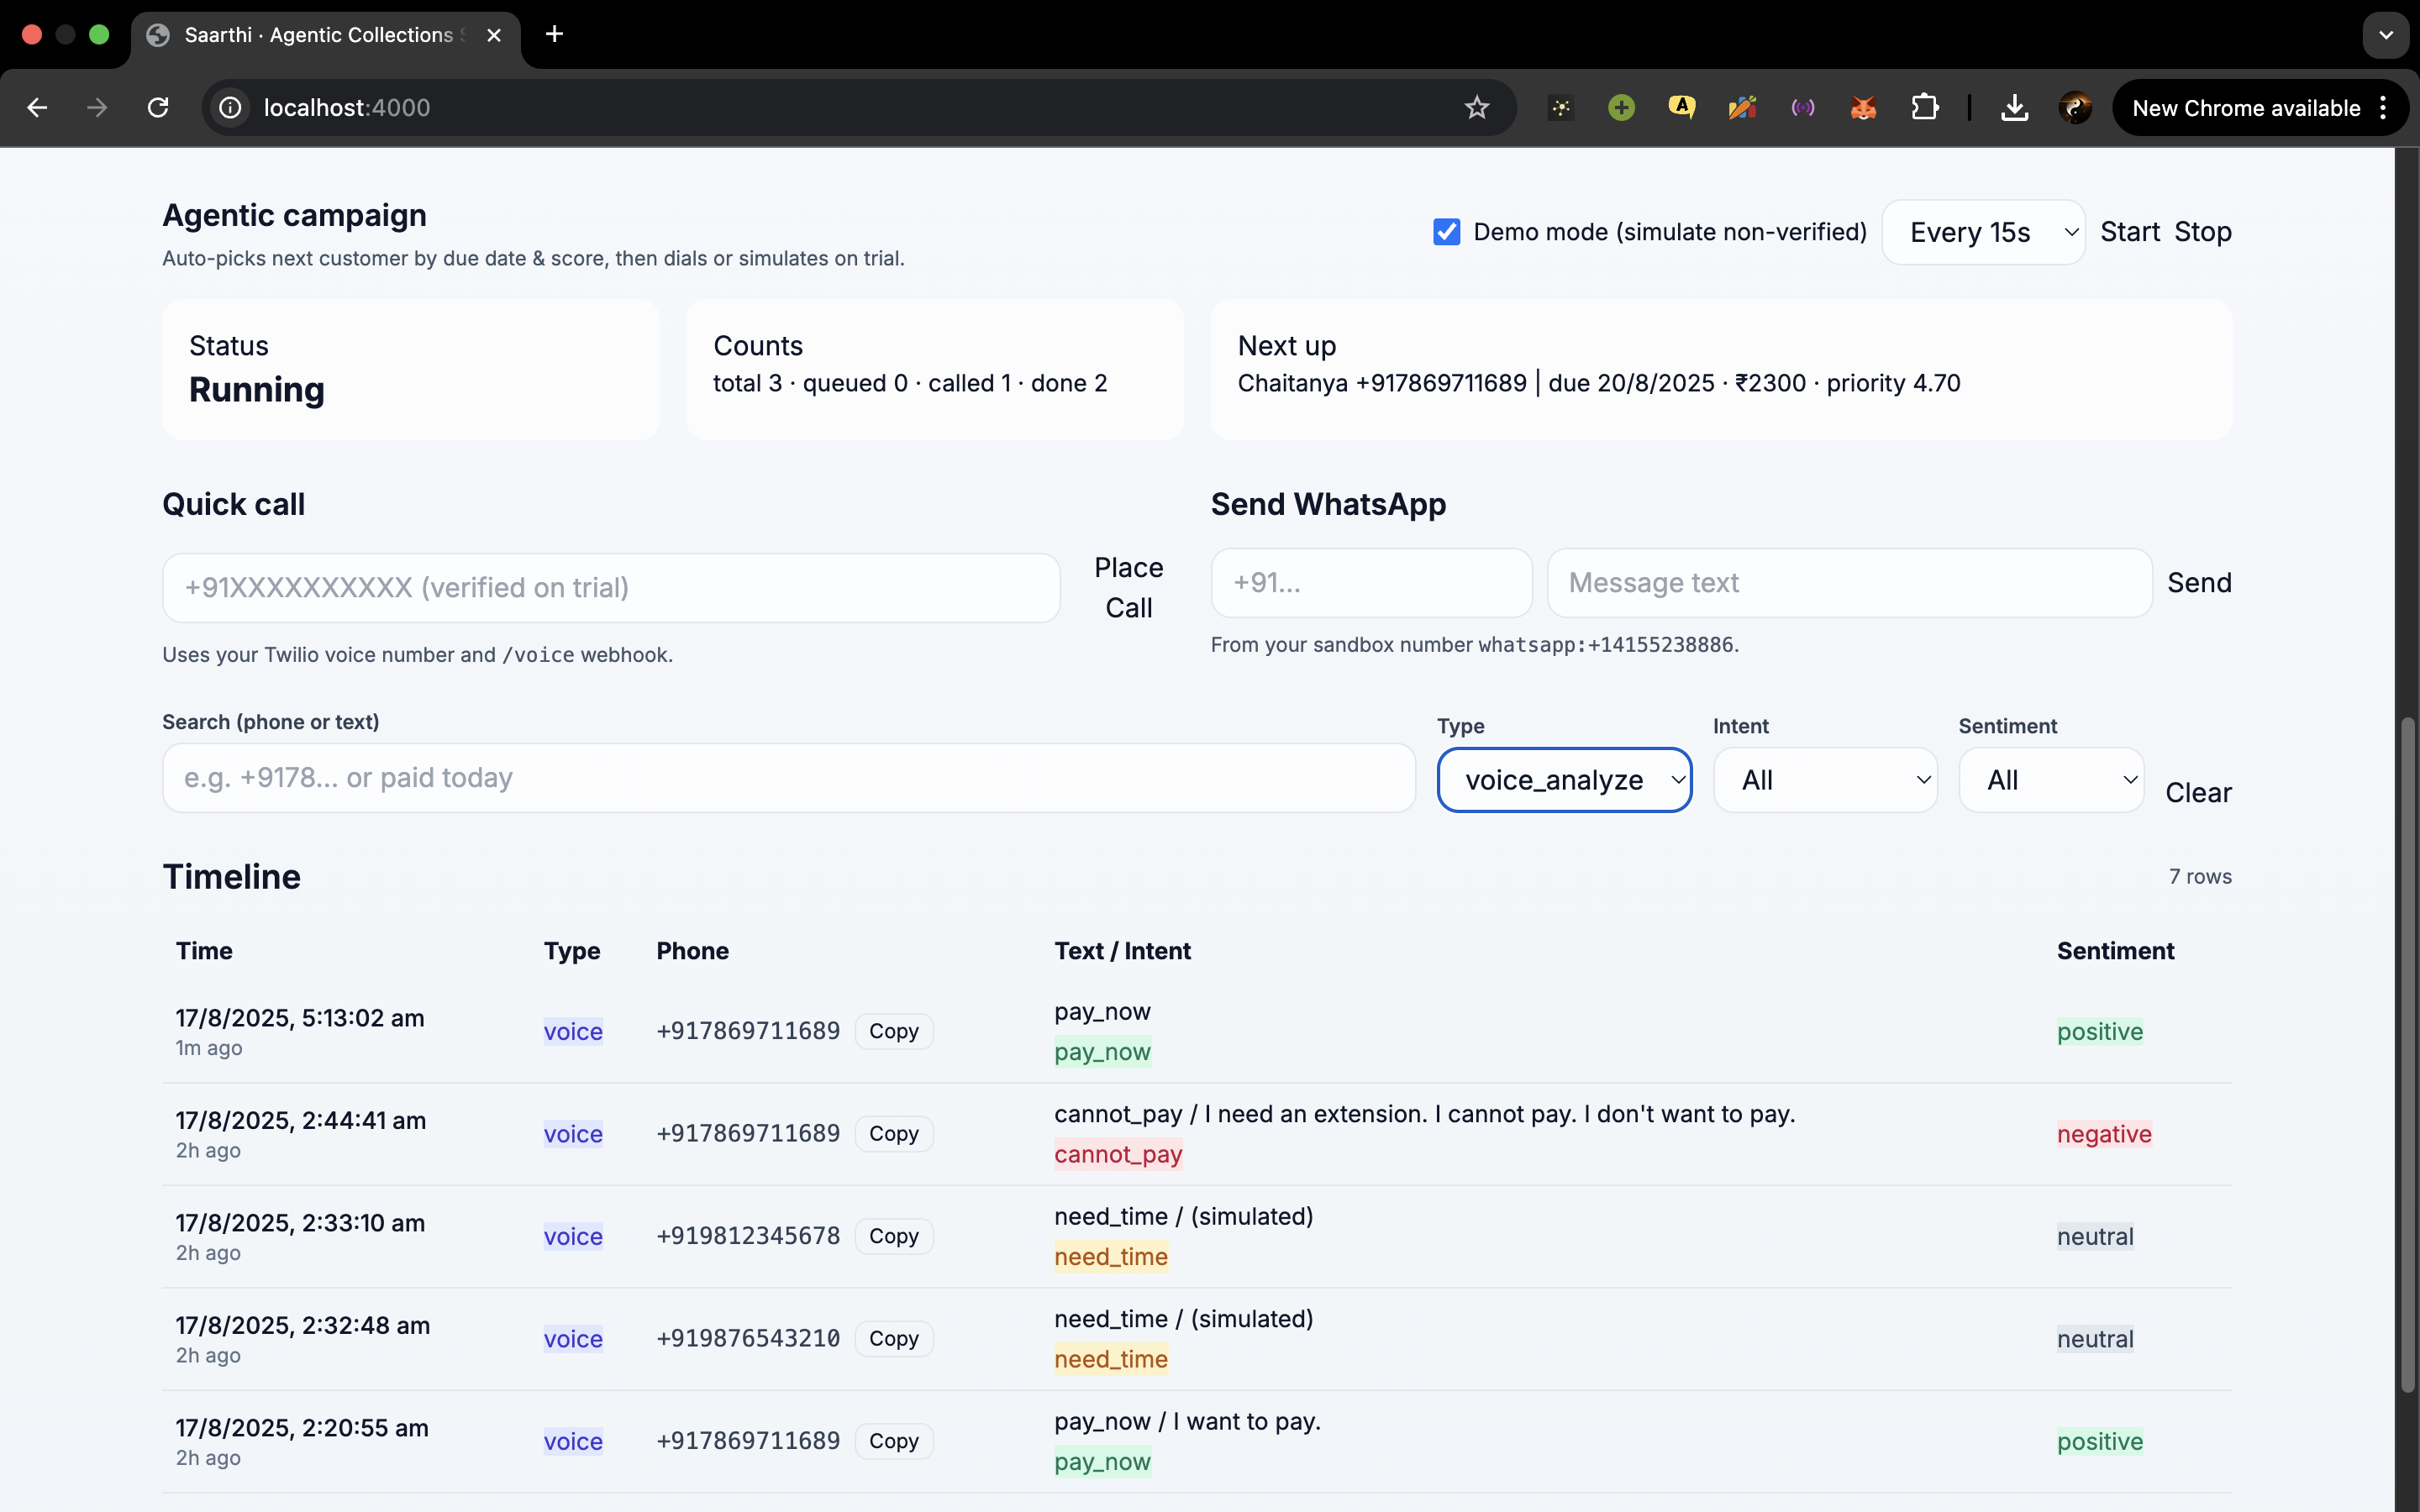 Saarthi · Agentic Collections
localhost:4000
New Chrome available
Agentic campaign
Auto-picks next customer by due date & score, then dials or simulates on trial.
Demo mode (simulate non-verified)
Every 15s
Start Stop
Status
Running
Counts
total 3 · queued 0 · called 1 · done 2
Next up
Chaitanya +917869711689 | due 20/8/2025 · ₹2300 · priority 4.70
Quick call
+91XXXXXXXXXX (verified on trial)
Place
Call
Uses your Twilio voice number and /voice webhook.
Send WhatsApp
+91...
Message text
Send
From your sandbox number whatsapp:+14155238886.
Search (phone or text)
e.g. +9178... or paid today
Type
voice_analyze
Intent
All
Sentiment
All
Clear
Timeline
7 rows
Time Type Phone Text / Intent Sentiment
17/8/2025, 5:13:02 am
1m ago
voice
+917869711689 Copy
pay_now
pay_now
positive
17/8/2025, 2:44:41 am
2h ago
voice
+917869711689 Copy
cannot_pay / I need an extension. I cannot pay. I don't want to pay.
cannot_pay
negative
17/8/2025, 2:33:10 am
2h ago
voice
+919812345678 Copy
need_time / (simulated)
need_time
neutral
17/8/2025, 2:32:48 am
2h ago
voice
+919876543210 Copy
need_time / (simulated)
need_time
neutral
17/8/2025, 2:20:55 am
2h ago
voice
+917869711689 Copy
pay_now / I want to pay.
pay_now
positive